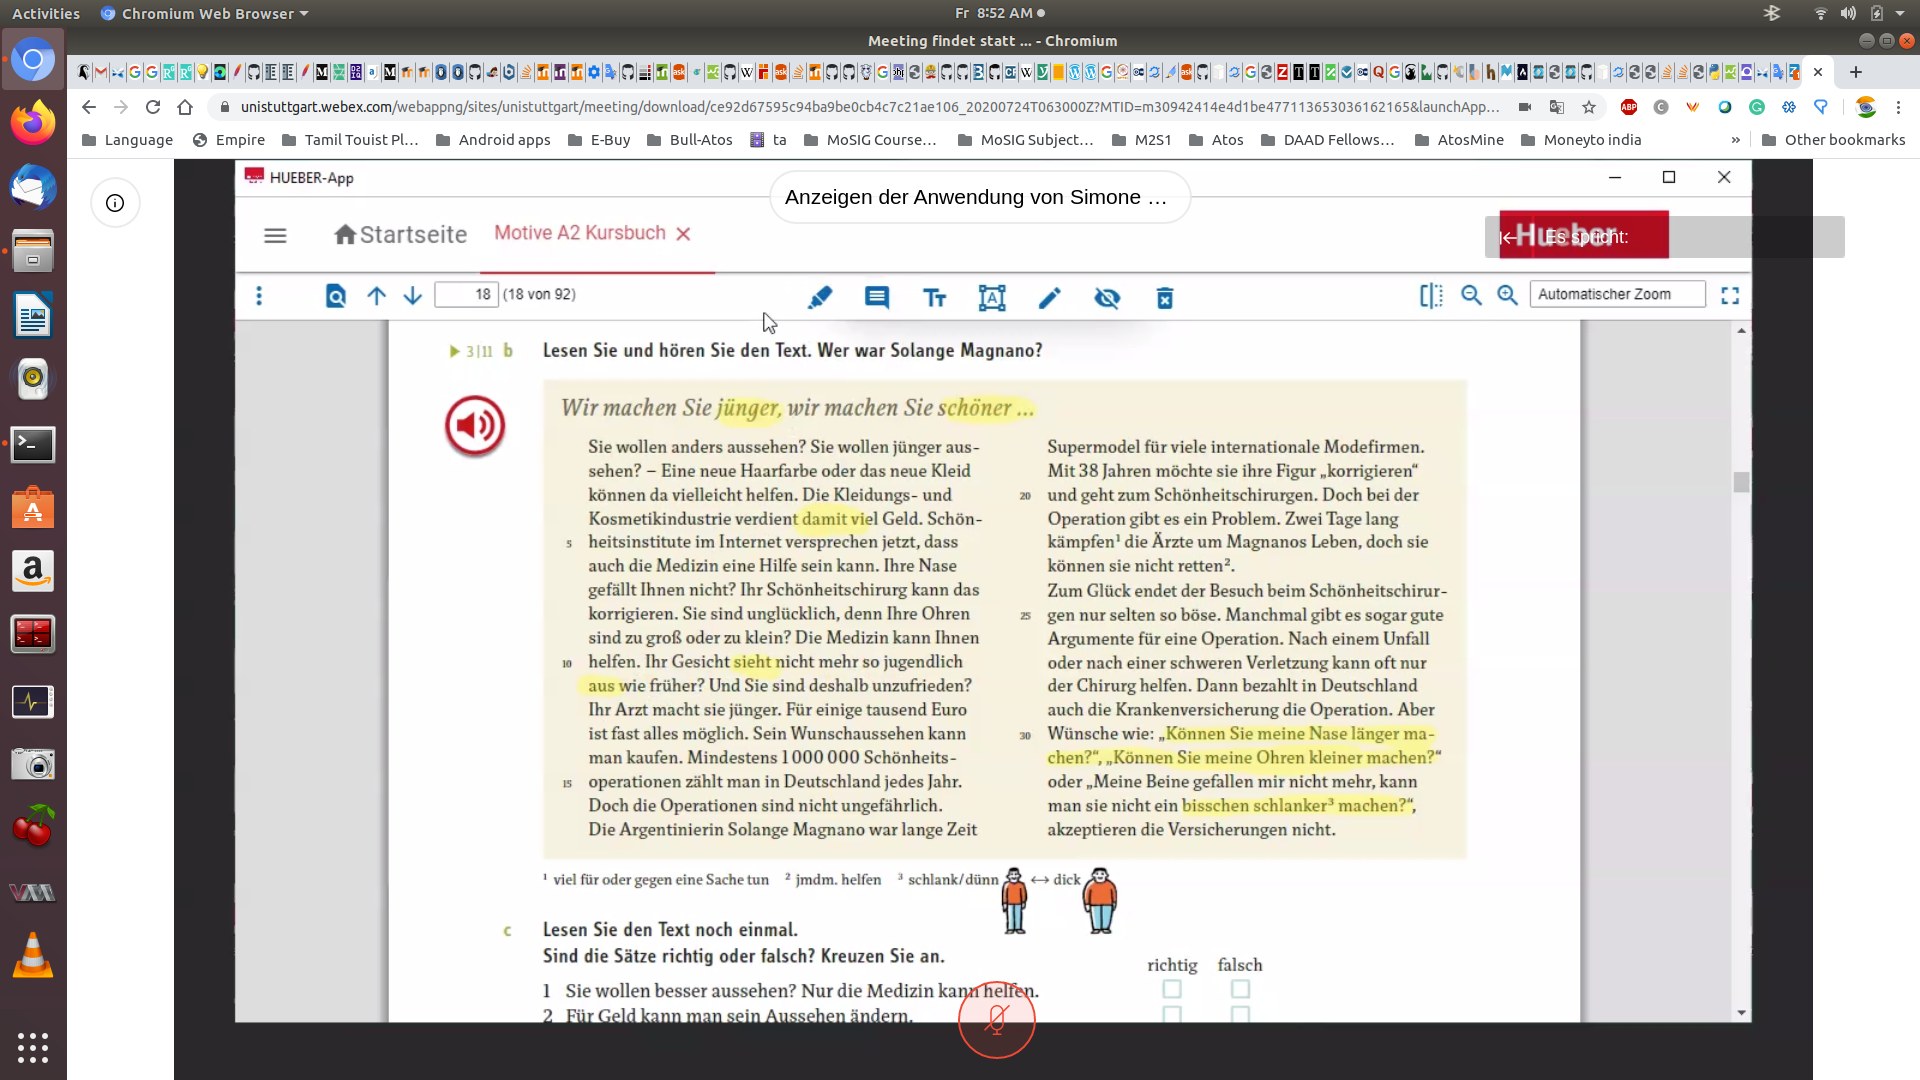 Activities
Chromium Web Browser
Fr 8:52 AM
Meeting findet statt ... - Chromium
unistuttgart.webex.com/webappng/sites/unistuttgart/meeting/download/ce92d67595c94ba9be0cb4c7c21ae106_20200724T063000Z?MTID=m30942414e4d1be477113653036162165&launchApp...
Language Empire Tamil Touist Pl... Android apps E-Buy Bull-Atos ta MoSIG Course... MoSIG Subject... M2S1 Atos DAAD Fellows... AtosMine Moneyto india » Other bookmarks
HUEBER-App
Anzeigen der Anwendung von Simone ...
Startseite
Motive A2 Kursbuch
Hueber
Es spricht:
18 (18 von 92)
Automatischer Zoom
3|11 b Lesen Sie und hören Sie den Text. Wer war Solange Magnano?
Wir machen Sie jünger, wir machen Sie schöner ...
Sie wollen anders aussehen? Sie wollen jünger aus-
sehen? – Eine neue Haarfarbe oder das neue Kleid
können da vielleicht helfen. Die Kleidungs- und
Kosmetikindustrie verdient damit viel Geld. Schön-
5 heitsinstitute im Internet versprechen jetzt, dass
auch die Medizin eine Hilfe sein kann. Ihre Nase
gefällt Ihnen nicht? Ihr Schönheitschirurg kann das
korrigieren. Sie sind unglücklich, denn Ihre Ohren
sind zu groß oder zu klein? Die Medizin kann Ihnen
10 helfen. Ihr Gesicht sieht nicht mehr so jugendlich
aus wie früher? Und Sie sind deshalb unzufrieden?
Ihr Arzt macht sie jünger. Für einige tausend Euro
ist fast alles möglich. Sein Wunschaussehen kann
man kaufen. Mindestens 1 000 000 Schönheits-
15 operationen zählt man in Deutschland jedes Jahr.
Doch die Operationen sind nicht ungefährlich.
Die Argentinierin Solange Magnano war lange Zeit
Supermodel für viele internationale Modefirmen.
Mit 38 Jahren möchte sie ihre Figur „korrigieren“
20 und geht zum Schönheitschirurgen. Doch bei der
Operation gibt es ein Problem. Zwei Tage lang
kämpfen¹ die Ärzte um Magnanos Leben, doch sie
können sie nicht retten².
Zum Glück endet der Besuch beim Schönheitschirur-
25 gen nur selten so böse. Manchmal gibt es sogar gute
Argumente für eine Operation. Nach einem Unfall
oder nach einer schweren Verletzung kann oft nur
der Chirurg helfen. Dann bezahlt in Deutschland
auch die Krankenversicherung die Operation. Aber
30 Wünsche wie: „Können Sie meine Nase länger ma-
chen?“, „Können Sie meine Ohren kleiner machen?“
oder „Meine Beine gefallen mir nicht mehr, kann
man sie nicht ein bisschen schlanker³ machen?“,
akzeptieren die Versicherungen nicht.
¹ viel für oder gegen eine Sache tun ² jmdm. helfen ³ schlank/dünn ↔ dick
c Lesen Sie den Text noch einmal.
Sind die Sätze richtig oder falsch? Kreuzen Sie an.
richtig falsch
1 Sie wollen besser aussehen? Nur die Medizin kann helfen.
2 Für Geld kann man sein Aussehen ändern.